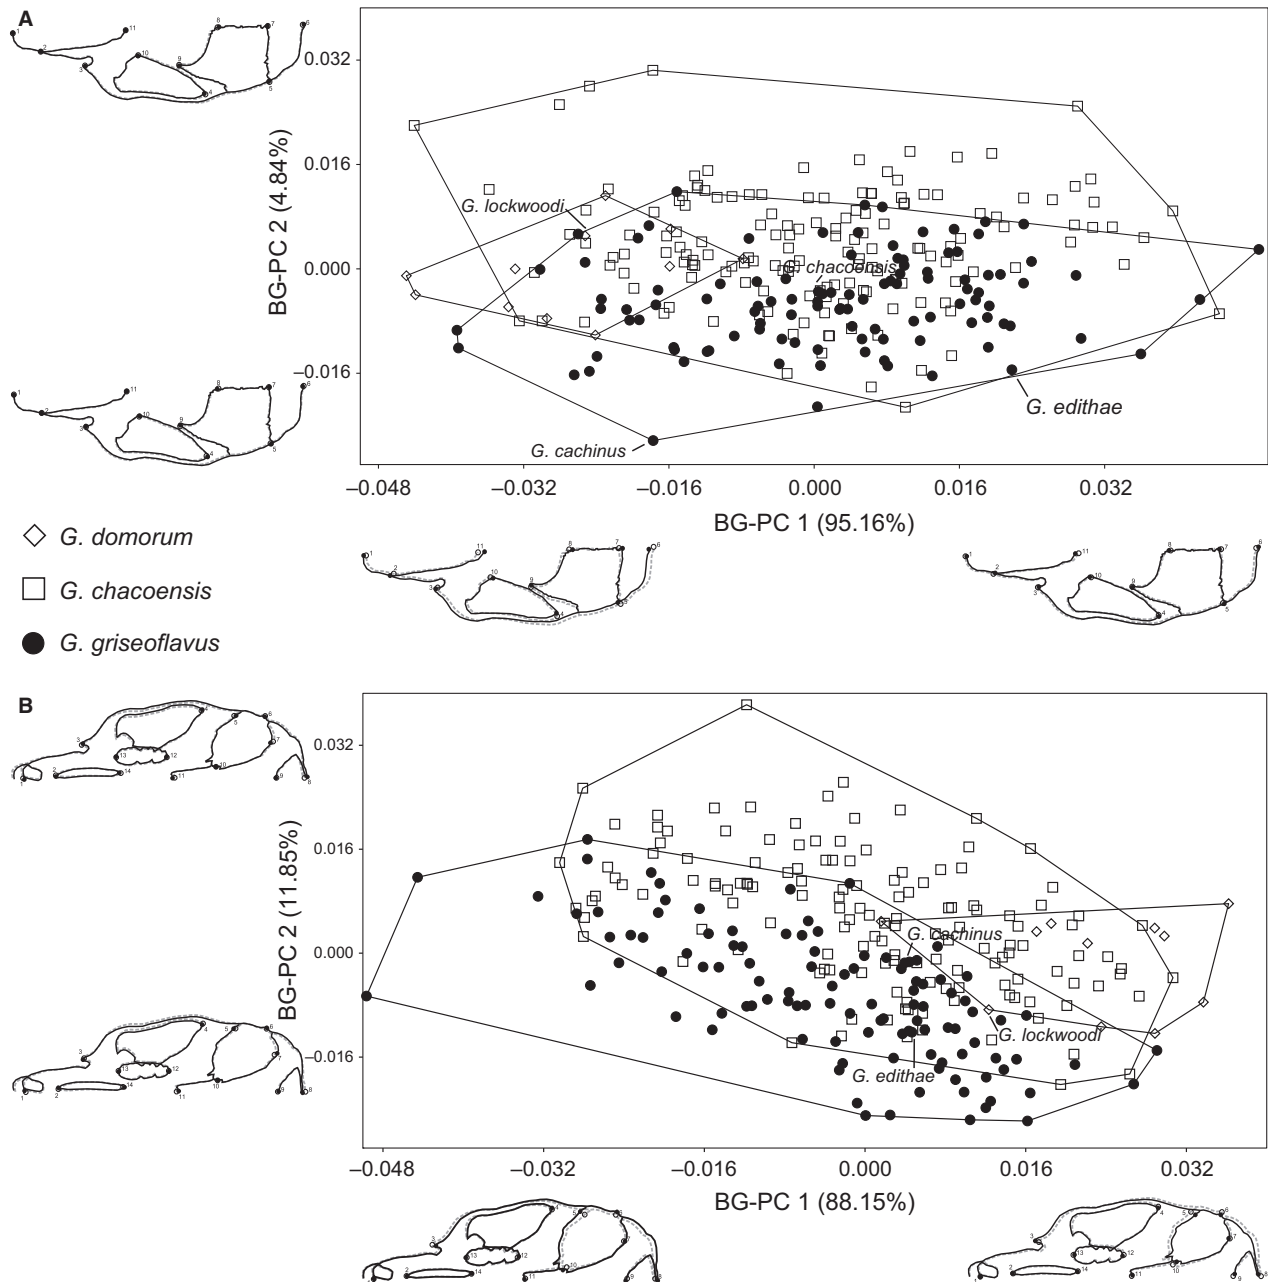 A
BG-PC 2 (4.84%)
0.032
0.016
0.000
–0.016
G. lockwoodi
G. chacoensis
G. edithae
G. cachinus
–0.048 –0.032 –0.016 0.000 0.016 0.032
BG-PC 1 (95.16%)
G. domorum
G. chacoensis
G. griseoflavus
B
BG-PC 2 (11.85%)
0.032
0.016
0.000
–0.016
G. cachinus
G. lockwoodi
G. edithae
–0.048 –0.032 –0.016 0.000 0.016 0.032
BG-PC 1 (88.15%)